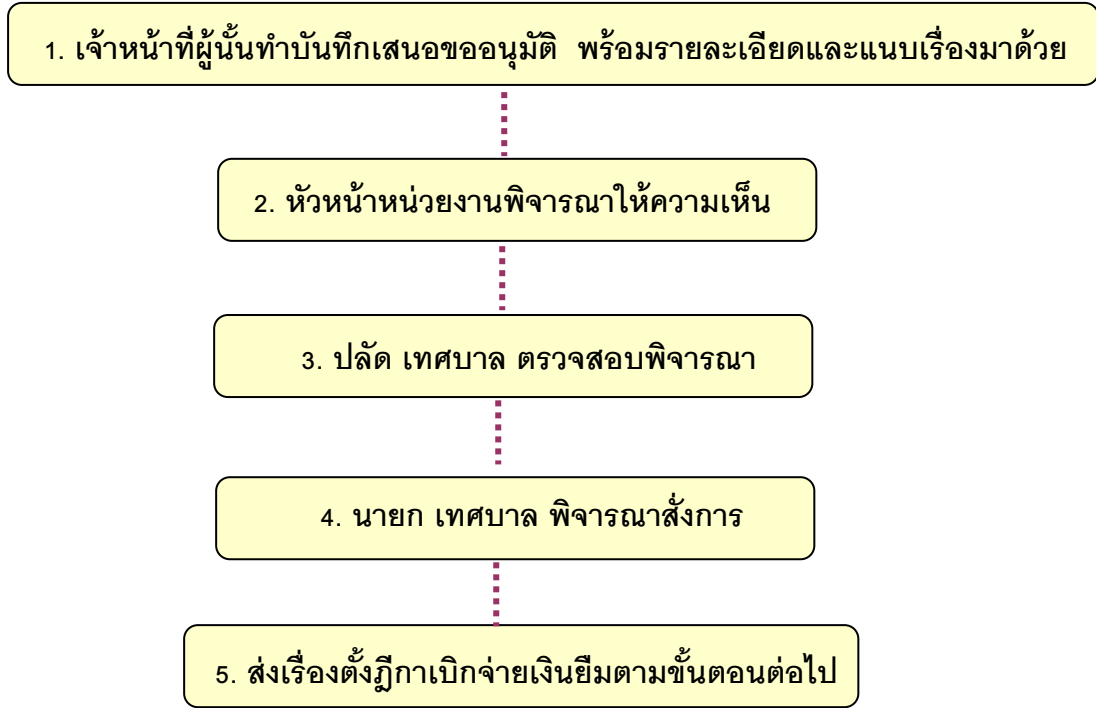 1. เจ้าหน้าที่ผู้นั้นทำบันทึกเสนอขออนุมัติ พร้อมรายละเอียดและแนบเรื่องมาด้วย
2. หัวหน้าหน่วยงานพิจารณาให้ความเห็น
3. ปลัด เทศบาล ตรวจสอบพิจารณา
4. นายก เทศบาล พิจารณาสั่งการ
5. ส่งเรื่องตั้งฎีกาเบิกจ่ายเงินยืมตามขั้นตอนต่อไป